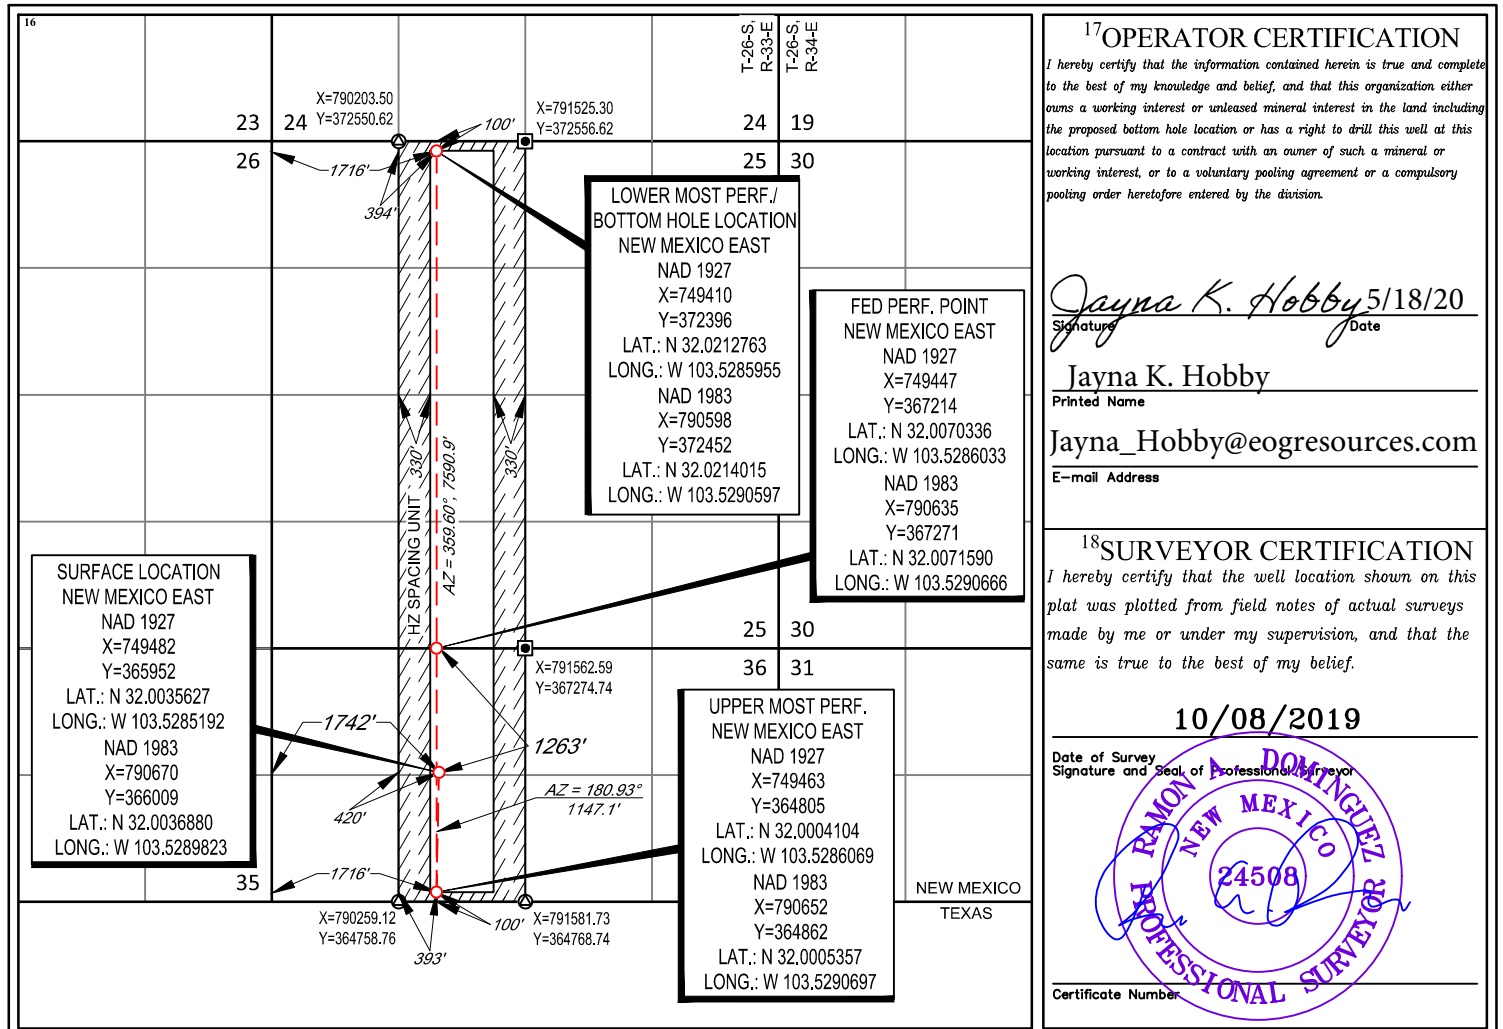 16
T-26-S,
R-33-E
T-26-S,
R-34-E
X=790203.50
Y=372550.62
X=791525.30
Y=372556.62
23 24
24 19
100'
26
25 30
1716'
394'
LOWER MOST PERF./
BOTTOM HOLE LOCATION
NEW MEXICO EAST
NAD 1927
X=749410
Y=372396
LAT.: N 32.0212763
LONG.: W 103.5285955
NAD 1983
X=790598
Y=372452
LAT.: N 32.0214015
LONG.: W 103.5290597
FED PERF. POINT
NEW MEXICO EAST
NAD 1927
X=749447
Y=367214
LAT.: N 32.0070336
LONG.: W 103.5286033
NAD 1983
X=790635
Y=367271
LAT.: N 32.0071590
LONG.: W 103.5290666
330'
330'
HZ SPACING UNIT
AZ = 359.60°, 7590.9'
SURFACE LOCATION
NEW MEXICO EAST
NAD 1927
X=749482
Y=365952
LAT.: N 32.0035627
LONG.: W 103.5285192
NAD 1983
X=790670
Y=366009
LAT.: N 32.0036880
LONG.: W 103.5289823
25 30
36 31
X=791562.59
Y=367274.74
1742'
1263'
420'
AZ = 180.93°
1147.1'
UPPER MOST PERF.
NEW MEXICO EAST
NAD 1927
X=749463
Y=364805
LAT.: N 32.0004104
LONG.: W 103.5286069
NAD 1983
X=790652
Y=364862
LAT.: N 32.0005357
LONG.: W 103.5290697
35
1716'
NEW MEXICO
TEXAS
X=790259.12
Y=364758.76
393'
100'
X=791581.73
Y=364768.74
17OPERATOR CERTIFICATION
I hereby certify that the information contained herein is true and complete
to the best of my knowledge and belief, and that this organization either
owns a working interest or unleased mineral interest in the land including
the proposed bottom hole location or has a right to drill this well at this
location pursuant to a contract with an owner of such a mineral or
working interest, or to a voluntary pooling agreement or a compulsory
pooling order heretofore entered by the division.
Jayna K. Hobby 5/18/20
Signature Date
Jayna K. Hobby
Printed Name
Jayna_Hobby@eogresources.com
E-mail Address
18SURVEYOR CERTIFICATION
I hereby certify that the well location shown on this
plat was plotted from field notes of actual surveys
made by me or under my supervision, and that the
same is true to the best of my belief.
10/08/2019
Date of Survey
Signature and Seal of Professional Surveyor
RAMON A. DOMINGUEZ
NEW MEXICO
24508
PROFESSIONAL SURVEYOR
Certificate Number